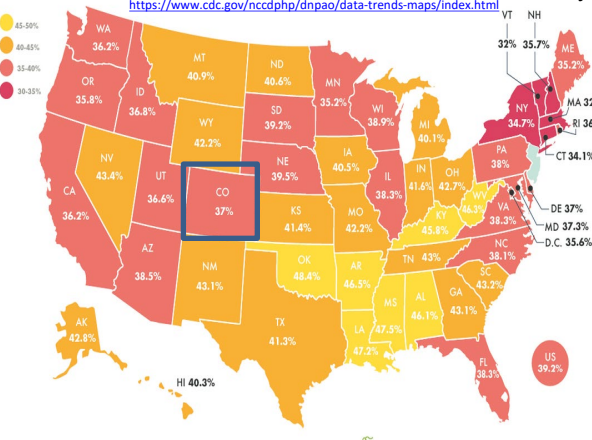 https://www.cdc.gov/nccdphp/dnpao/data-trends-maps/index.html
45-50%
40-45%
35-40%
30-35%
VT
32%
NH
35.7%
WA
36.2%
MT
40.9%
ND
40.6%
MN
35.2%
ME
35.2%
OR
35.8%
ID
36.8%
SD
39.2%
WI
38.9%
MI
40.1%
NY
34.7%
MA 32
RI 36
CT 34.1%
WY
42.2%
NV
43.4%
UT
36.6%
CO
37%
NE
39.5%
IA
40.5%
IL
38.3%
IN
41.6%
OH
42.7%
PA
38%
WV
46.3%
VA
38.3%
DE 37%
MD 37.3%
D.C. 35.6%
CA
36.2%
KS
41.4%
MO
42.2%
KY
45.8%
NC
38.1%
AZ
38.5%
NM
43.1%
OK
48.4%
AR
46.5%
TN 43%
SC
43.2%
TX
41.3%
LA
47.2%
MS
47.5%
AL
46.1%
GA
43.1%
FL
38.3%
AK
42.8%
HI 40.3%
US
39.2%